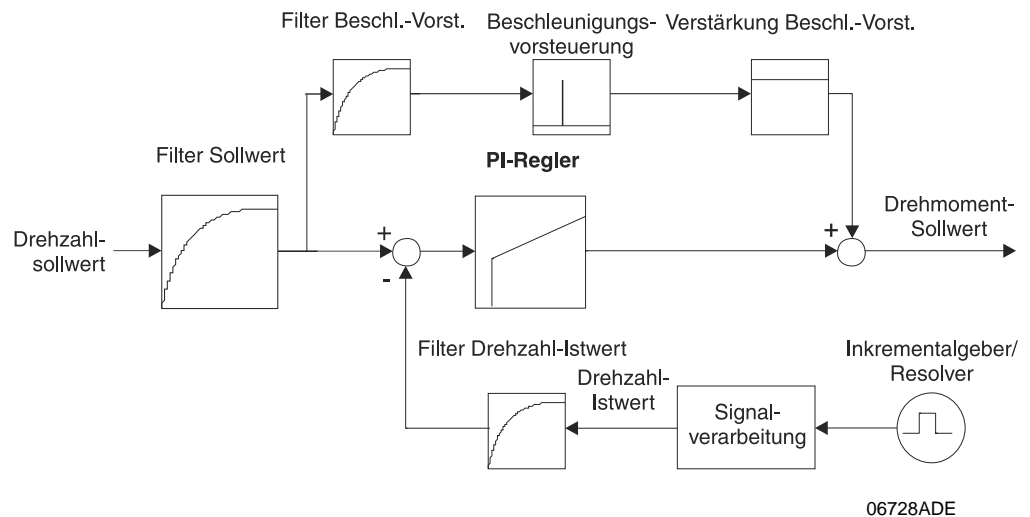 Filter Beschl.-Vorst.
Beschleunigungs-
vorsteuerung
Verstärkung Beschl.-Vorst.
Filter Sollwert
PI-Regler
Drehzahl-
sollwert
+
-
+
Drehmoment-
Sollwert
Filter Drehzahl-Istwert
Drehzahl-
Istwert
Signal-
verarbeitung
Inkrementalgeber/
Resolver
06728ADE